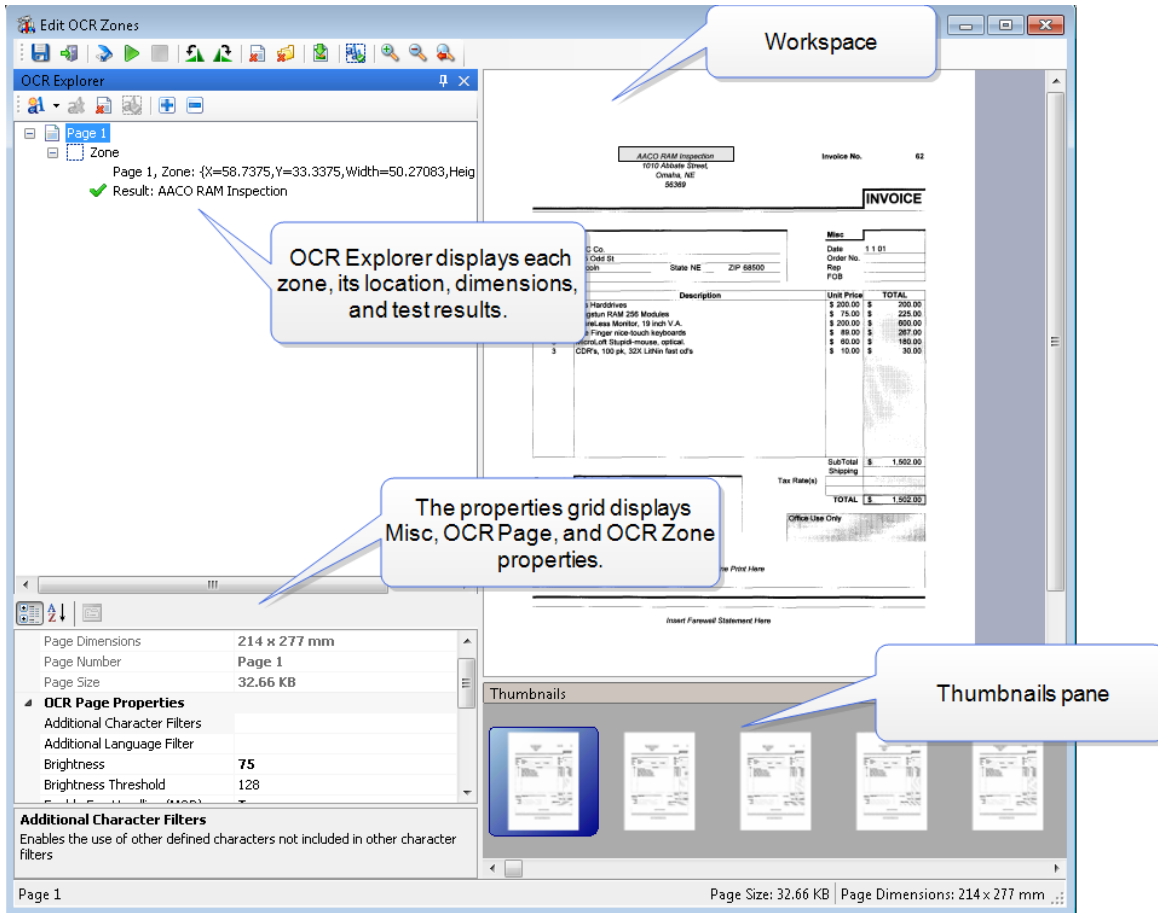 Edit OCR Zones
Workspace
OCR Explorer
Page 1
Zone
Page 1, Zone: {X=58.7375,Y=33.3375,Width=50.27083,Heig
Result: AACO RAM Inspection
OCR Explorer displays each
zone, its location, dimensions,
and test results.
AACO RAM Inspection
1010 Abbate Street,
Omaha, NE
56369
Invoice No. 62
INVOICE
Misc
C Co.
Odd St
State NE ZIP 68500
Date 1 1 01
Order No.
Rep
FOB
Description Unit Price TOTAL
Harddrives $ 200.00 $ 200.00
RAM 256 Modules $ 75.00 $ 225.00
Monitor, 19 inch V.A. $ 200.00 $ 600.00
Finger nice-touch keyboards $ 89.00 $ 267.00
MicroLoft Stupidi-mouse, optical. $ 60.00 $ 180.00
3 CDR's, 100 pk, 32X LitNin fast cd's $ 10.00 $ 30.00
SubTotal $ 1,502.00
Shipping
Tax Rate(s)
TOTAL $ 1,502.00
Office Use Only
Print Here
Insert Farewell Statement Here
The properties grid displays
Misc, OCR Page, and OCR Zone
properties.
Page Dimensions 214 x 277 mm
Page Number Page 1
Page Size 32.66 KB
OCR Page Properties
Additional Character Filters
Additional Language Filter
Brightness 75
Brightness Threshold 128
Additional Character Filters
Enables the use of other defined characters not included in other character
filters
Thumbnails
Thumbnails pane
Page 1
Page Size: 32.66 KB Page Dimensions: 214 x 277 mm